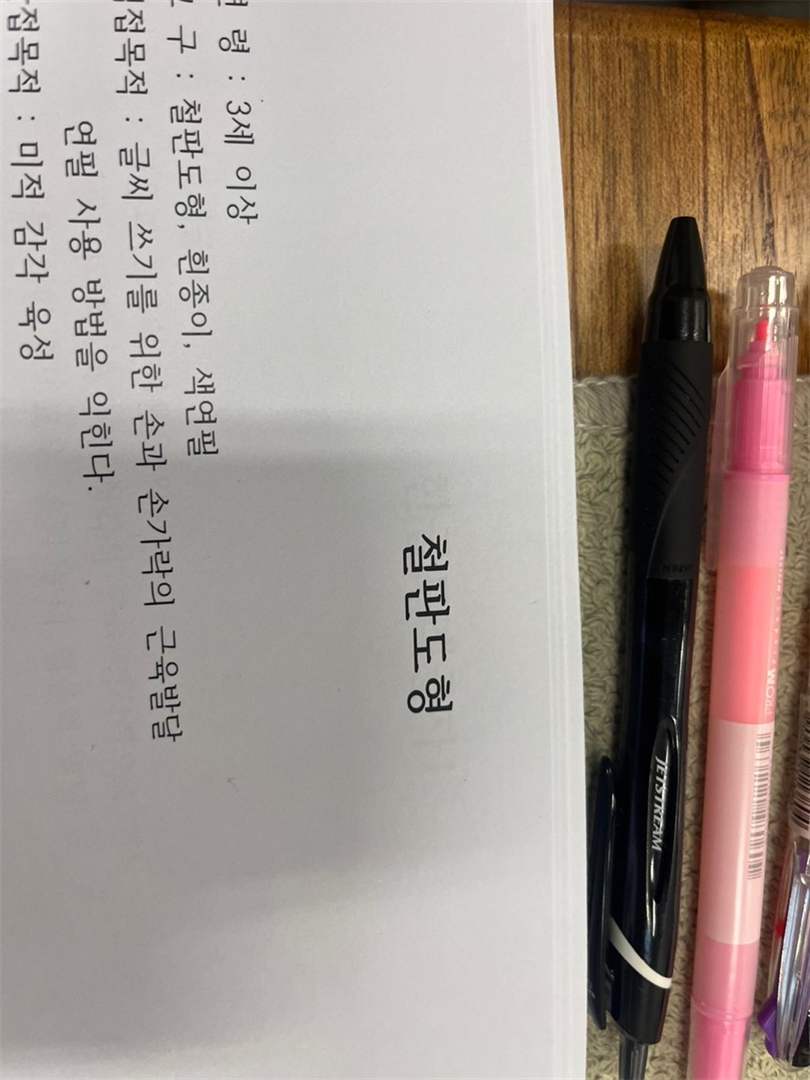 철판도형
령 : 3세 이상
구 : 철판도형, 흰종이, 색연필
접목적 : 글씨 쓰기를 위한 손과 손가락의 근육발달
연필 사용 방법을 익힌다.
접목적 : 미적 감각 육성
JETSTREAM